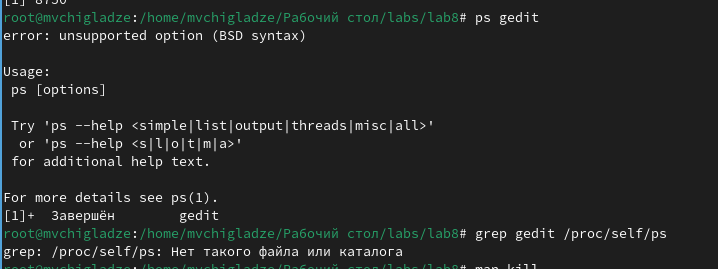 [1] 8750
root@mvchigladze:/home/mvchigladze/Рабочий стол/labs/lab8# ps gedit
error: unsupported option (BSD syntax)
Usage:
ps [options]
Try 'ps --help <simple|list|output|threads|misc|all>'
or 'ps --help <s|l|o|t|m|a>'
for additional help text.
For more details see ps(1).
[1]+  Завершён        gedit
root@mvchigladze:/home/mvchigladze/Рабочий стол/labs/lab8# grep gedit /proc/self/ps
grep: /proc/self/ps: Нет такого файла или каталога
root@mvchigladze:/home/mvchigladze/Рабочий стол/labs/lab8# man kill